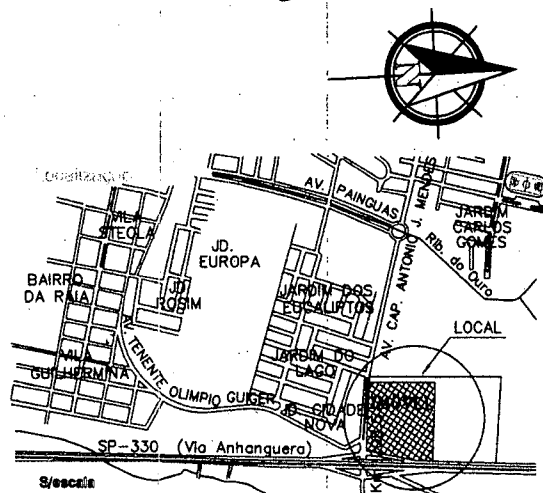 N
AV. PAINGUAS
AV. CAP. ANTONIO J. MENDES
JARDIM
CARLOS
GOMES
Rib. do Ouro
VILA
STEOLA
JD.
EUROPA
BAIRRO
DA RAIA
JD.
ROSIM
JARDIM DOS
EUCALIPTOS
LOCAL
AV TENENTE OLIMPIO GUIGER
JARDIM DO
LAGO
VILA
GUILHERMINA
JD. CIDADE
NOVA
SP-330 (Via Anhanguera)
S/escala